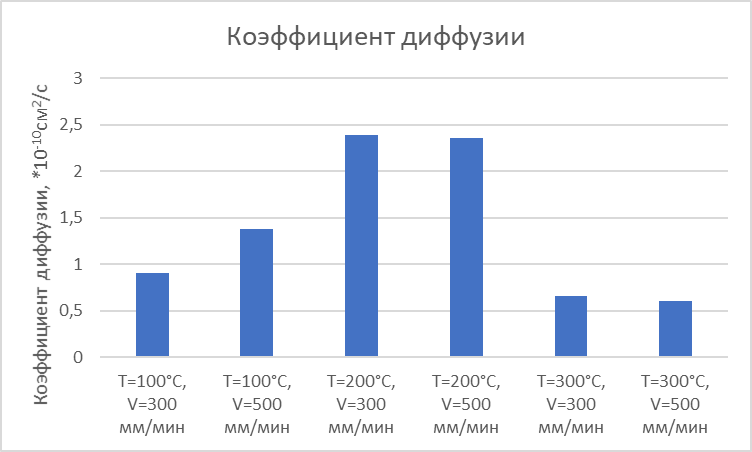 Коэффициент диффузии
Коэффициент диффузии, *10⁻¹⁰см²/с
3
2,5
2
1,5
1
0,5
0
T=100°C,
V=300
мм/мин
T=100°C,
V=500
мм/мин
T=200°C,
V=300
мм/мин
T=200°C,
V=500
мм/мин
T=300°C,
V=300
мм/мин
T=300°C,
V=500
мм/мин